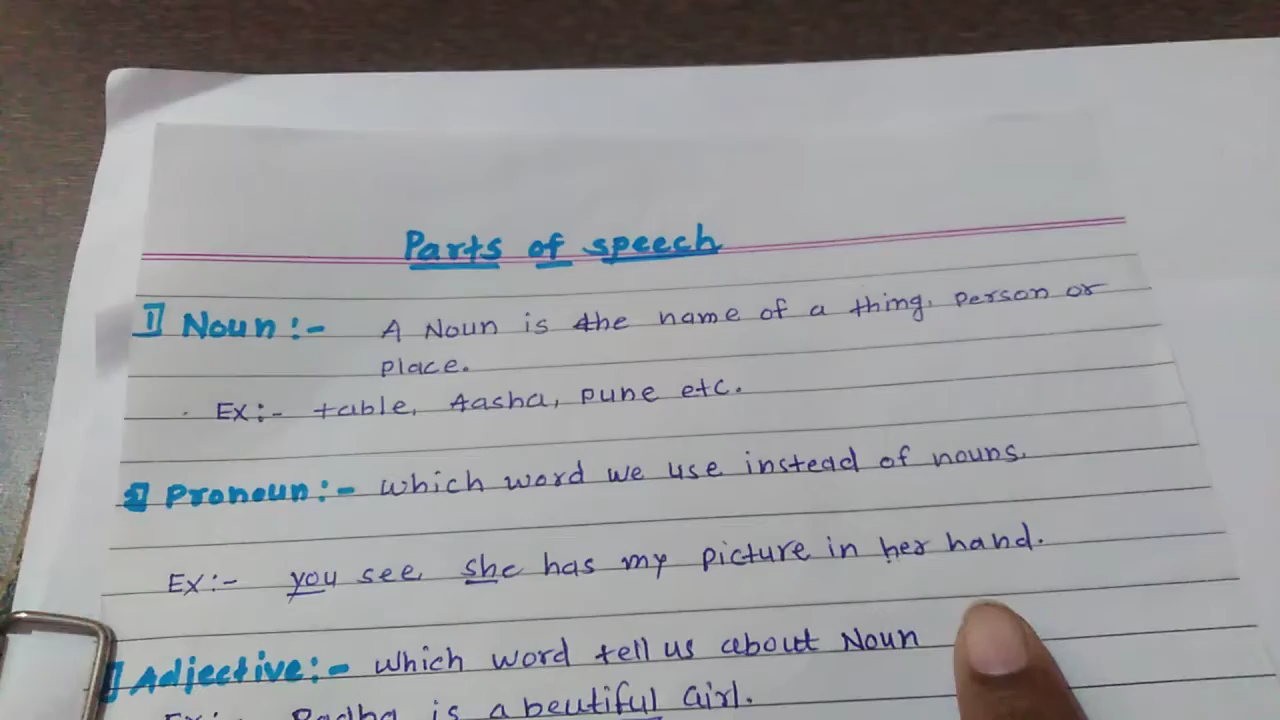 Parts of speech
1] Noun :- A Noun is the name of a thing, person or
place.
Ex :- table, Aasha, pune etc.
2] Pronoun :- which word we use instead of nouns.
Ex :- you see, she has my picture in her hand.
] Adjective :- which word tell us about Noun
Ex :- Radha is a beutiful girl.